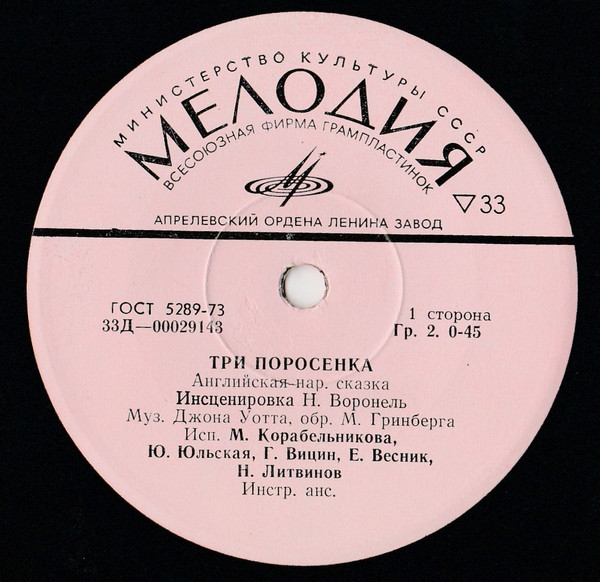 МИНИСТЕРСТВО КУЛЬТУРЫ СССР
МЕЛОДИЯ
ВСЕСОЮЗНАЯ ФИРМА ГРАМПЛАСТИНОК
33
АПРЕЛЕВСКИЙ ОРДЕНА ЛЕНИНА ЗАВОД
ГОСТ 5289-73
33Д—00029143
1 сторона
Гр. 2. 0-45
ТРИ ПОРОСЕНКА
Английская нар. сказка
Инсценировка Н. Воронель
Муз. Джона Уотта, обр. М. Гринберга
Исп. М. Корабельникова,
Ю. Юльская, Г. Вицин, Е. Весник,
Н. Литвинов
Инстр. анс.